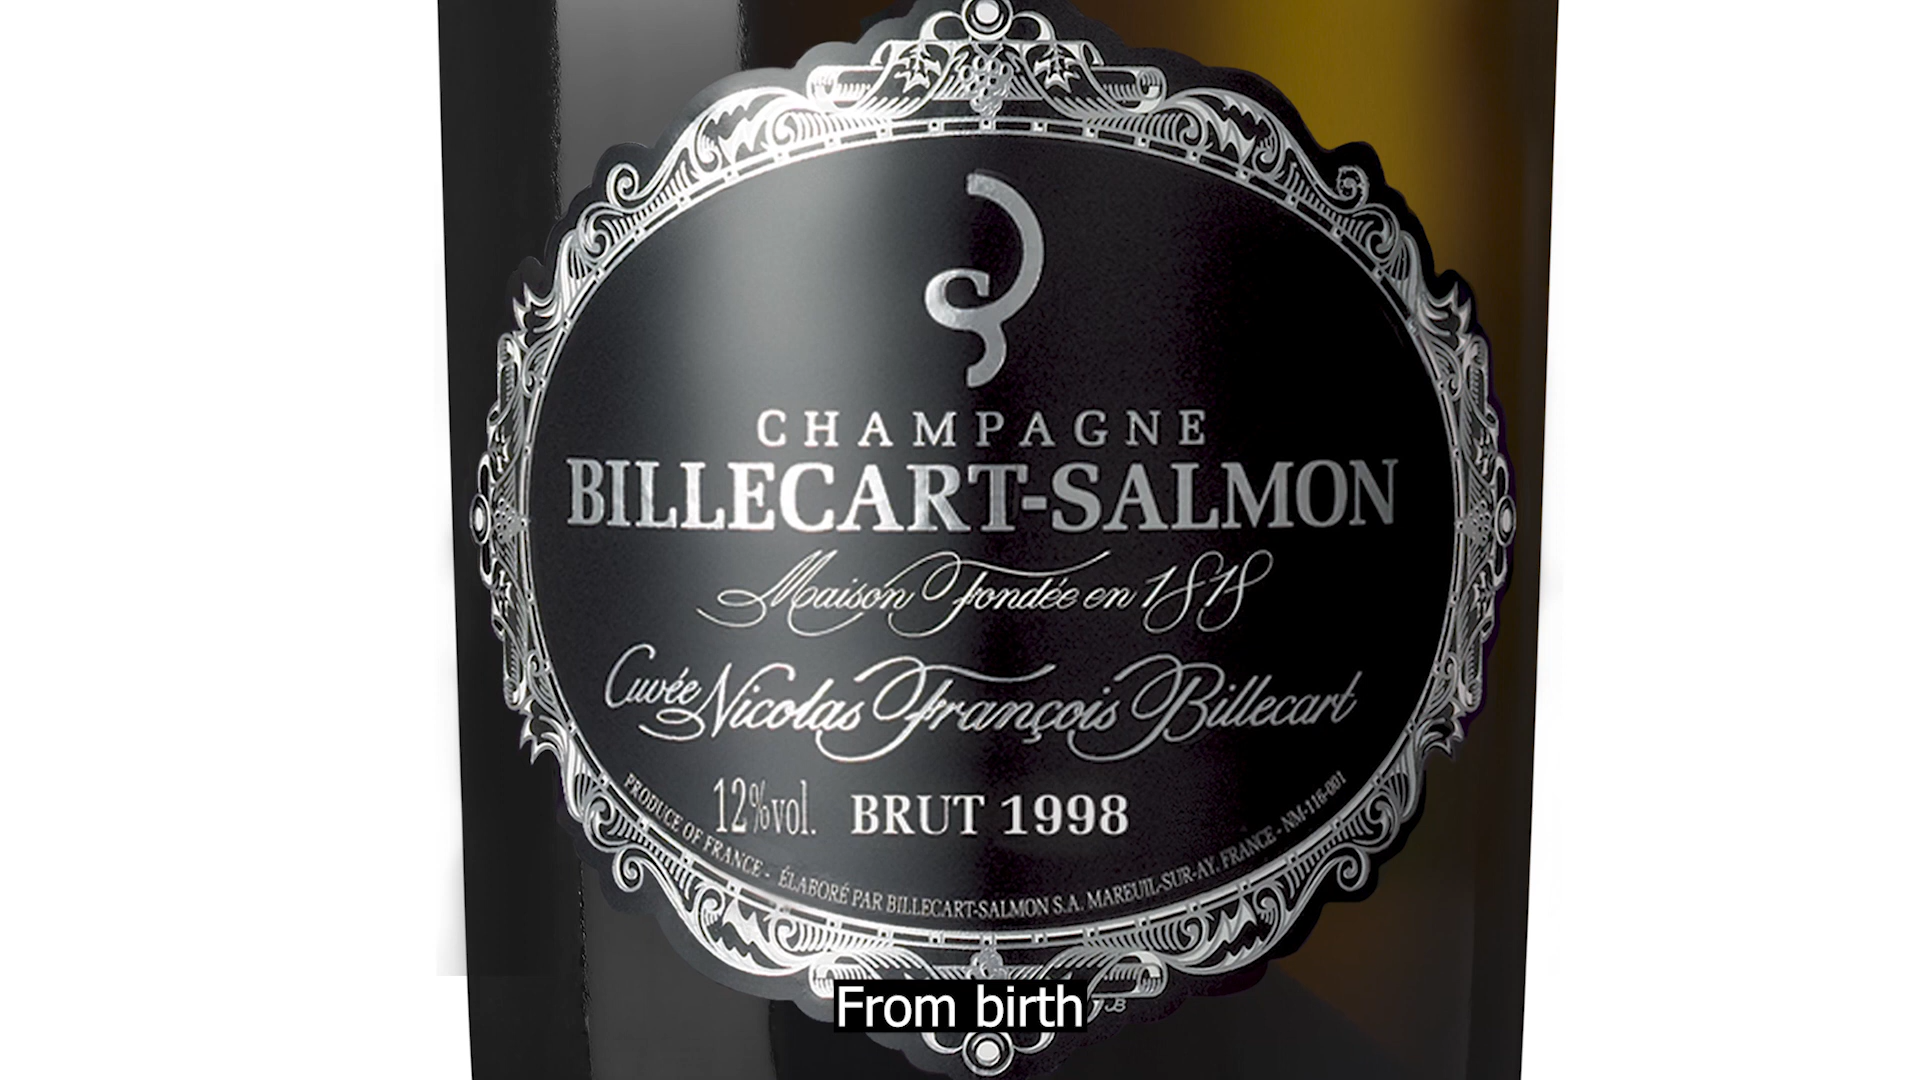 CHAMPAGNE
BILLECART-SALMON
Maison Fondée en 1818
Cuvée Nicolas François Billecart
12%vol. BRUT 1998
PRODUCE OF FRANCE - ÉLABORÉ PAR BILLECART-SALMON S.A. MAREUIL-SUR-AY, FRANCE - NM-116-001
From birth